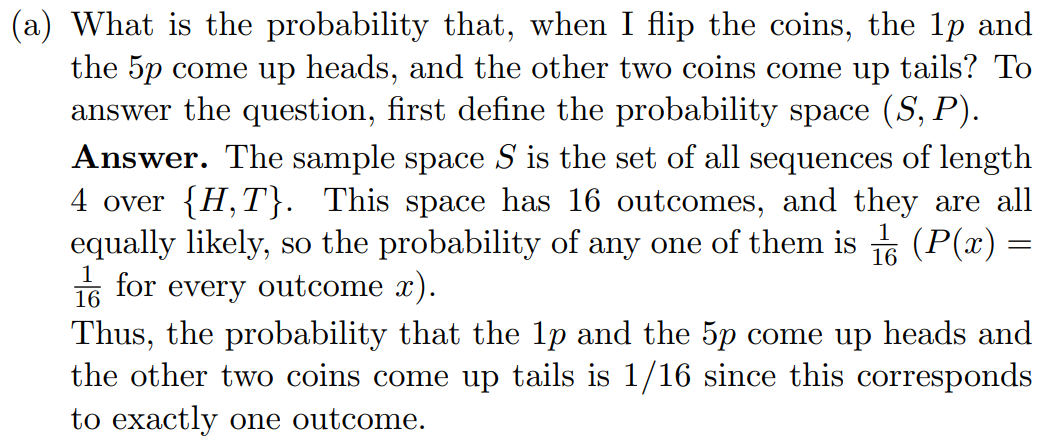 (a) What is the probability that, when I flip the coins, the 1p and
the 5p come up heads, and the other two coins come up tails? To
answer the question, first define the probability space (S, P).
Answer. The sample space S is the set of all sequences of length
4 over {H, T}. This space has 16 outcomes, and they are all
equally likely, so the probability of any one of them is 1/16 (P(x) =
1/16 for every outcome x).
Thus, the probability that the 1p and the 5p come up heads and
the other two coins come up tails is 1/16 since this corresponds
to exactly one outcome.